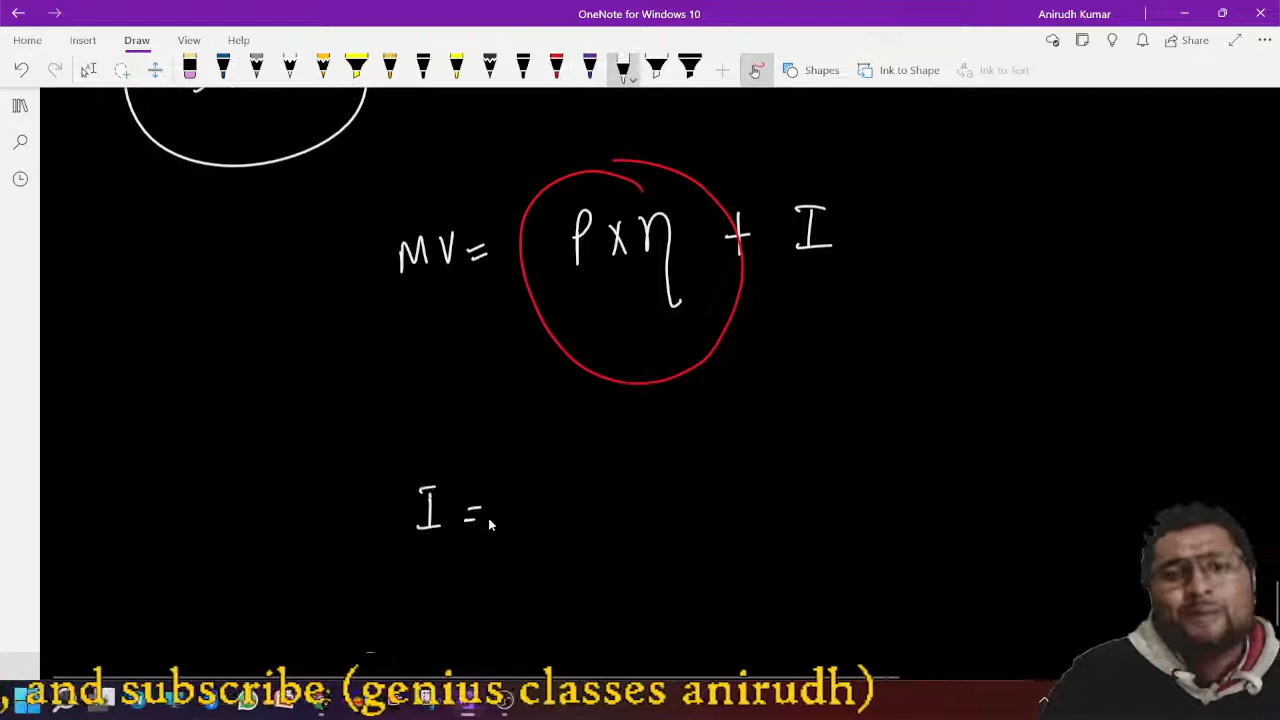 OneNote for Windows 10
Anirudh Kumar
Home Insert Draw View Help
Share
Shapes Ink to Shape Ink to Text
MV = P x n + I
I =
, and subscribe (genius classes anirudh)